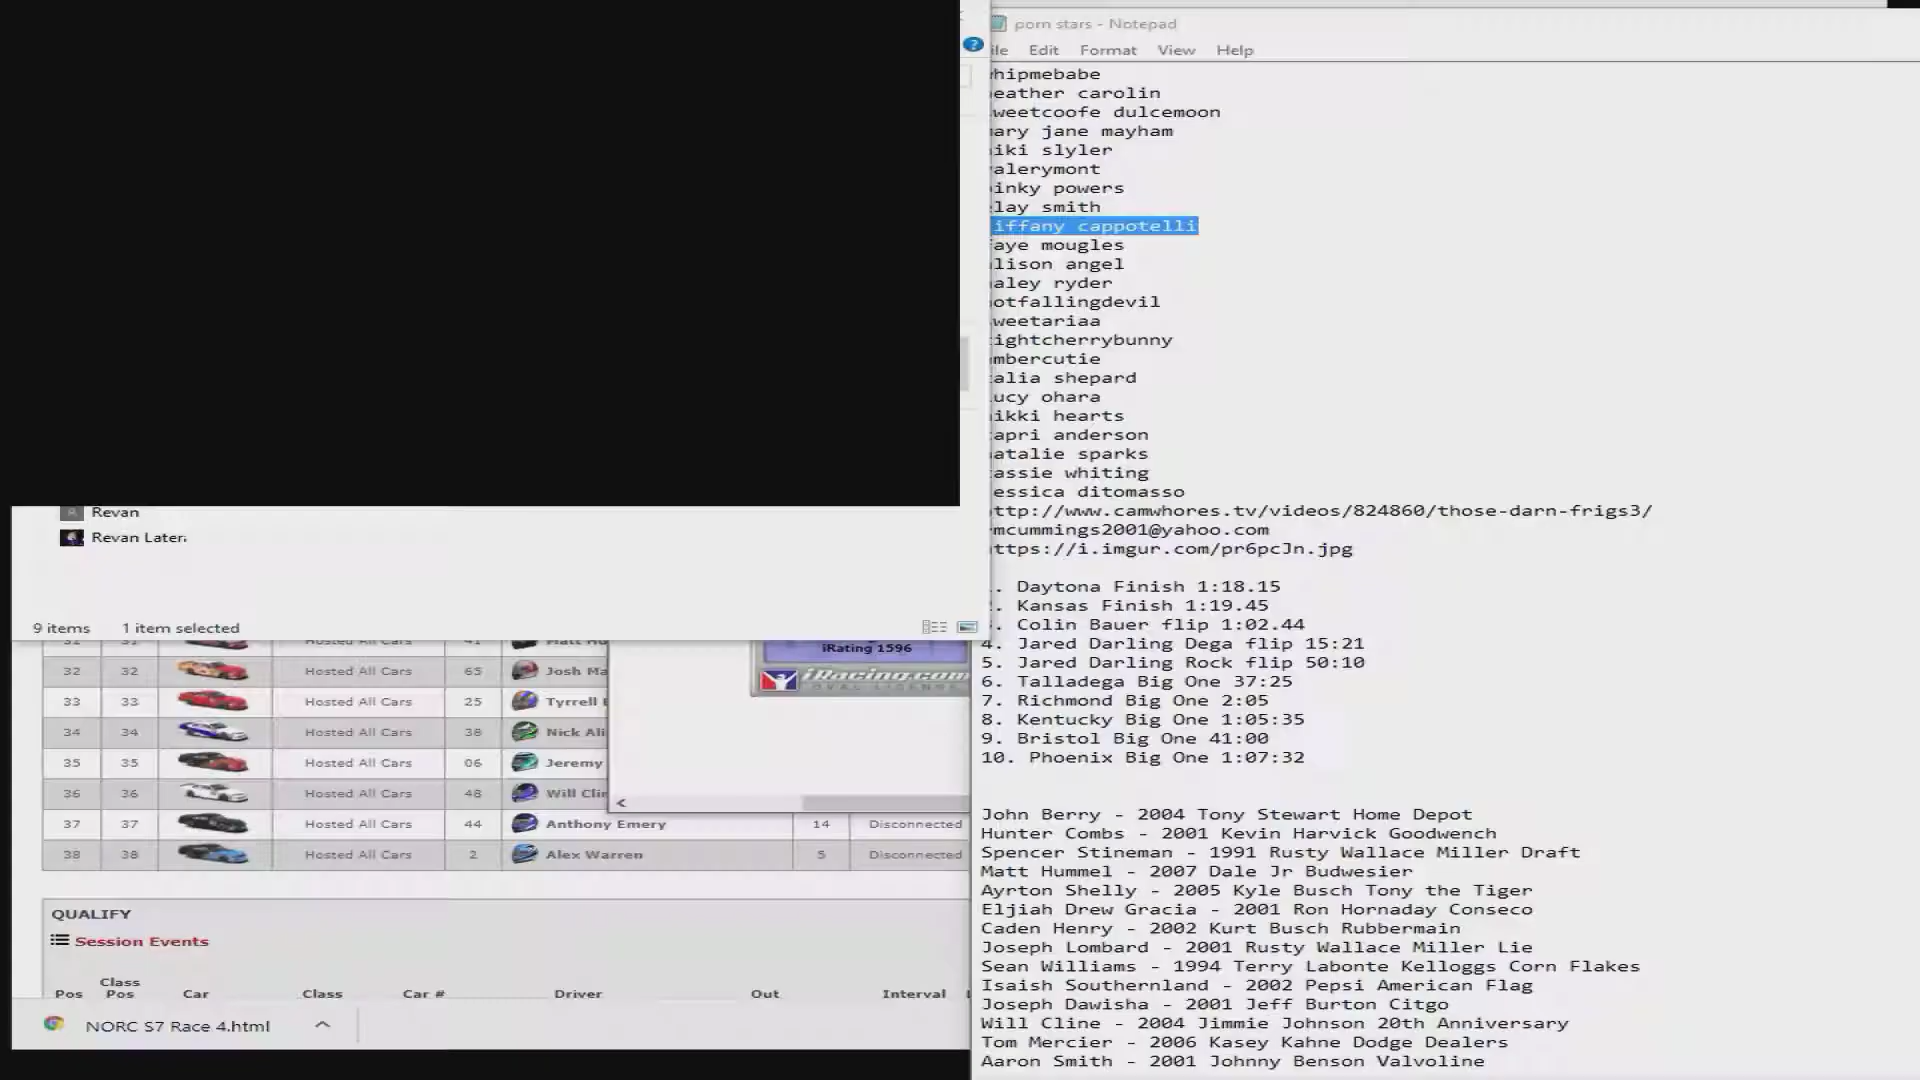 porn stars - Notepad
ile Edit Format View Help
hipmebabe
eather carolin
weetcoofe dulcemoon
ary jane mayham
iki slyler
alerymont
inky powers
lay smith
iffany cappotelli
aye mougles
lison angel
aley ryder
otfallingdevil
weetariaa
ightcherrybunny
mbercutie
alia shepard
ucy ohara
ikki hearts
apri anderson
atalie sparks
assie whiting
essica ditomasso
ttp://www.camwhores.tv/videos/824860/those-darn-frigs3/
mcummings2001@yahoo.com
ttps://i.imgur.com/pr6pcJn.jpg
. Daytona Finish 1:18.15
. Kansas Finish 1:19.45
. Colin Bauer flip 1:02.44
4. Jared Darling Dega flip 15:21
5. Jared Darling Rock flip 50:10
6. Talladega Big One 37:25
7. Richmond Big One 2:05
8. Kentucky Big One 1:05:35
9. Bristol Big One 41:00
10. Phoenix Big One 1:07:32
John Berry - 2004 Tony Stewart Home Depot
Hunter Combs - 2001 Kevin Harvick Goodwench
Spencer Stineman - 1991 Rusty Wallace Miller Draft
Matt Hummel - 2007 Dale Jr Budwesier
Ayrton Shelly - 2005 Kyle Busch Tony the Tiger
Eljiah Drew Gracia - 2001 Ron Hornaday Conseco
Caden Henry - 2002 Kurt Busch Rubbermain
Joseph Lombard - 2001 Rusty Wallace Miller Lie
Sean Williams - 1994 Terry Labonte Kelloggs Corn Flakes
Isaish Southernland - 2002 Pepsi American Flag
Joseph Dawisha - 2001 Jeff Burton Citgo
Will Cline - 2004 Jimmie Johnson 20th Anniversary
Tom Mercier - 2006 Kasey Kahne Dodge Dealers
Aaron Smith - 2001 Johnny Benson Valvoline
Revan
Revan Latera
9 items 1 item selected
iRating 1596
iRacing.com
OVAL LICENSE
32 32 Hosted All Cars 65 Josh Ma
33 33 Hosted All Cars 25 Tyrrell
34 34 Hosted All Cars 38 Nick Ali
35 35 Hosted All Cars 06 Jeremy
36 36 Hosted All Cars 48 Will Clin
37 37 Hosted All Cars 44 Anthony Emery 14 Disconnected
38 38 Hosted All Cars 2 Alex Warren 5 Disconnected
QUALIFY
Session Events
Pos Class Pos Car Class Car # Driver Out Interval
NORC S7 Race 4.html